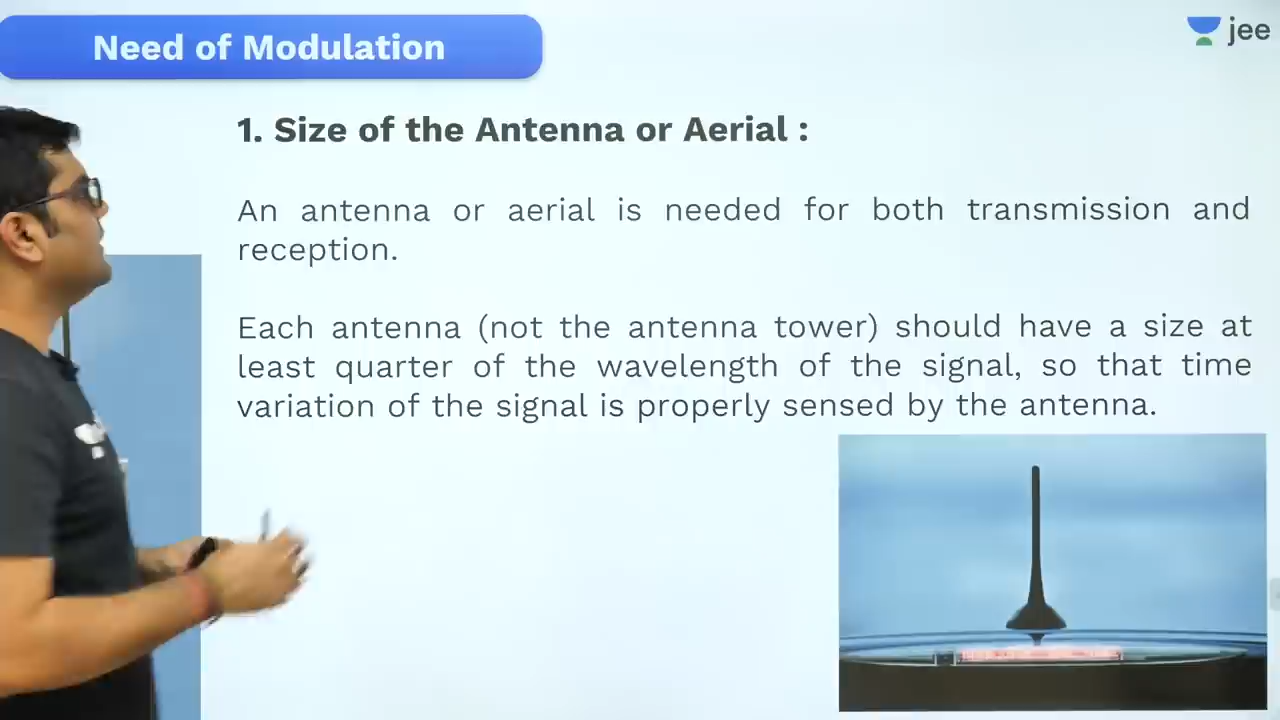 Need of Modulation
jee
1. Size of the Antenna or Aerial :
An antenna or aerial is needed for both transmission and
reception.
Each antenna (not the antenna tower) should have a size at
least quarter of the wavelength of the signal, so that time
variation of the signal is properly sensed by the antenna.